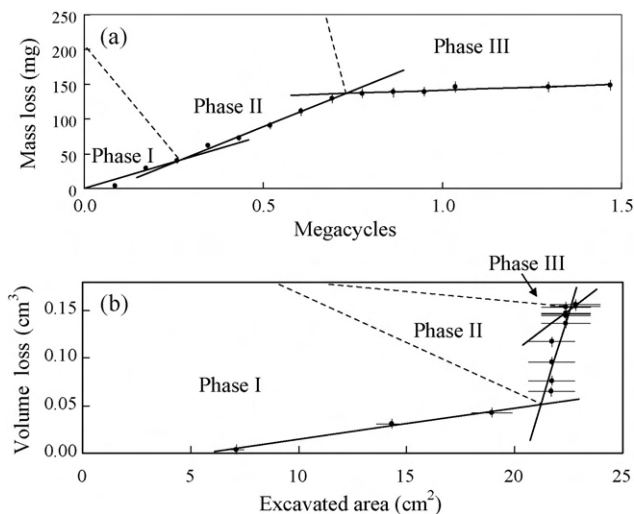 (a)
Phase III
Phase II
Phase I
Mass loss (mg)
250
200
150
100
50
0
0.0
0.5
1.0
1.5
Megacycles
(b)
Phase III
Phase II
Phase I
Volume loss (cm³)
0.15
0.10
0.05
0.00
0
5
10
15
20
25
Excavated area (cm²)